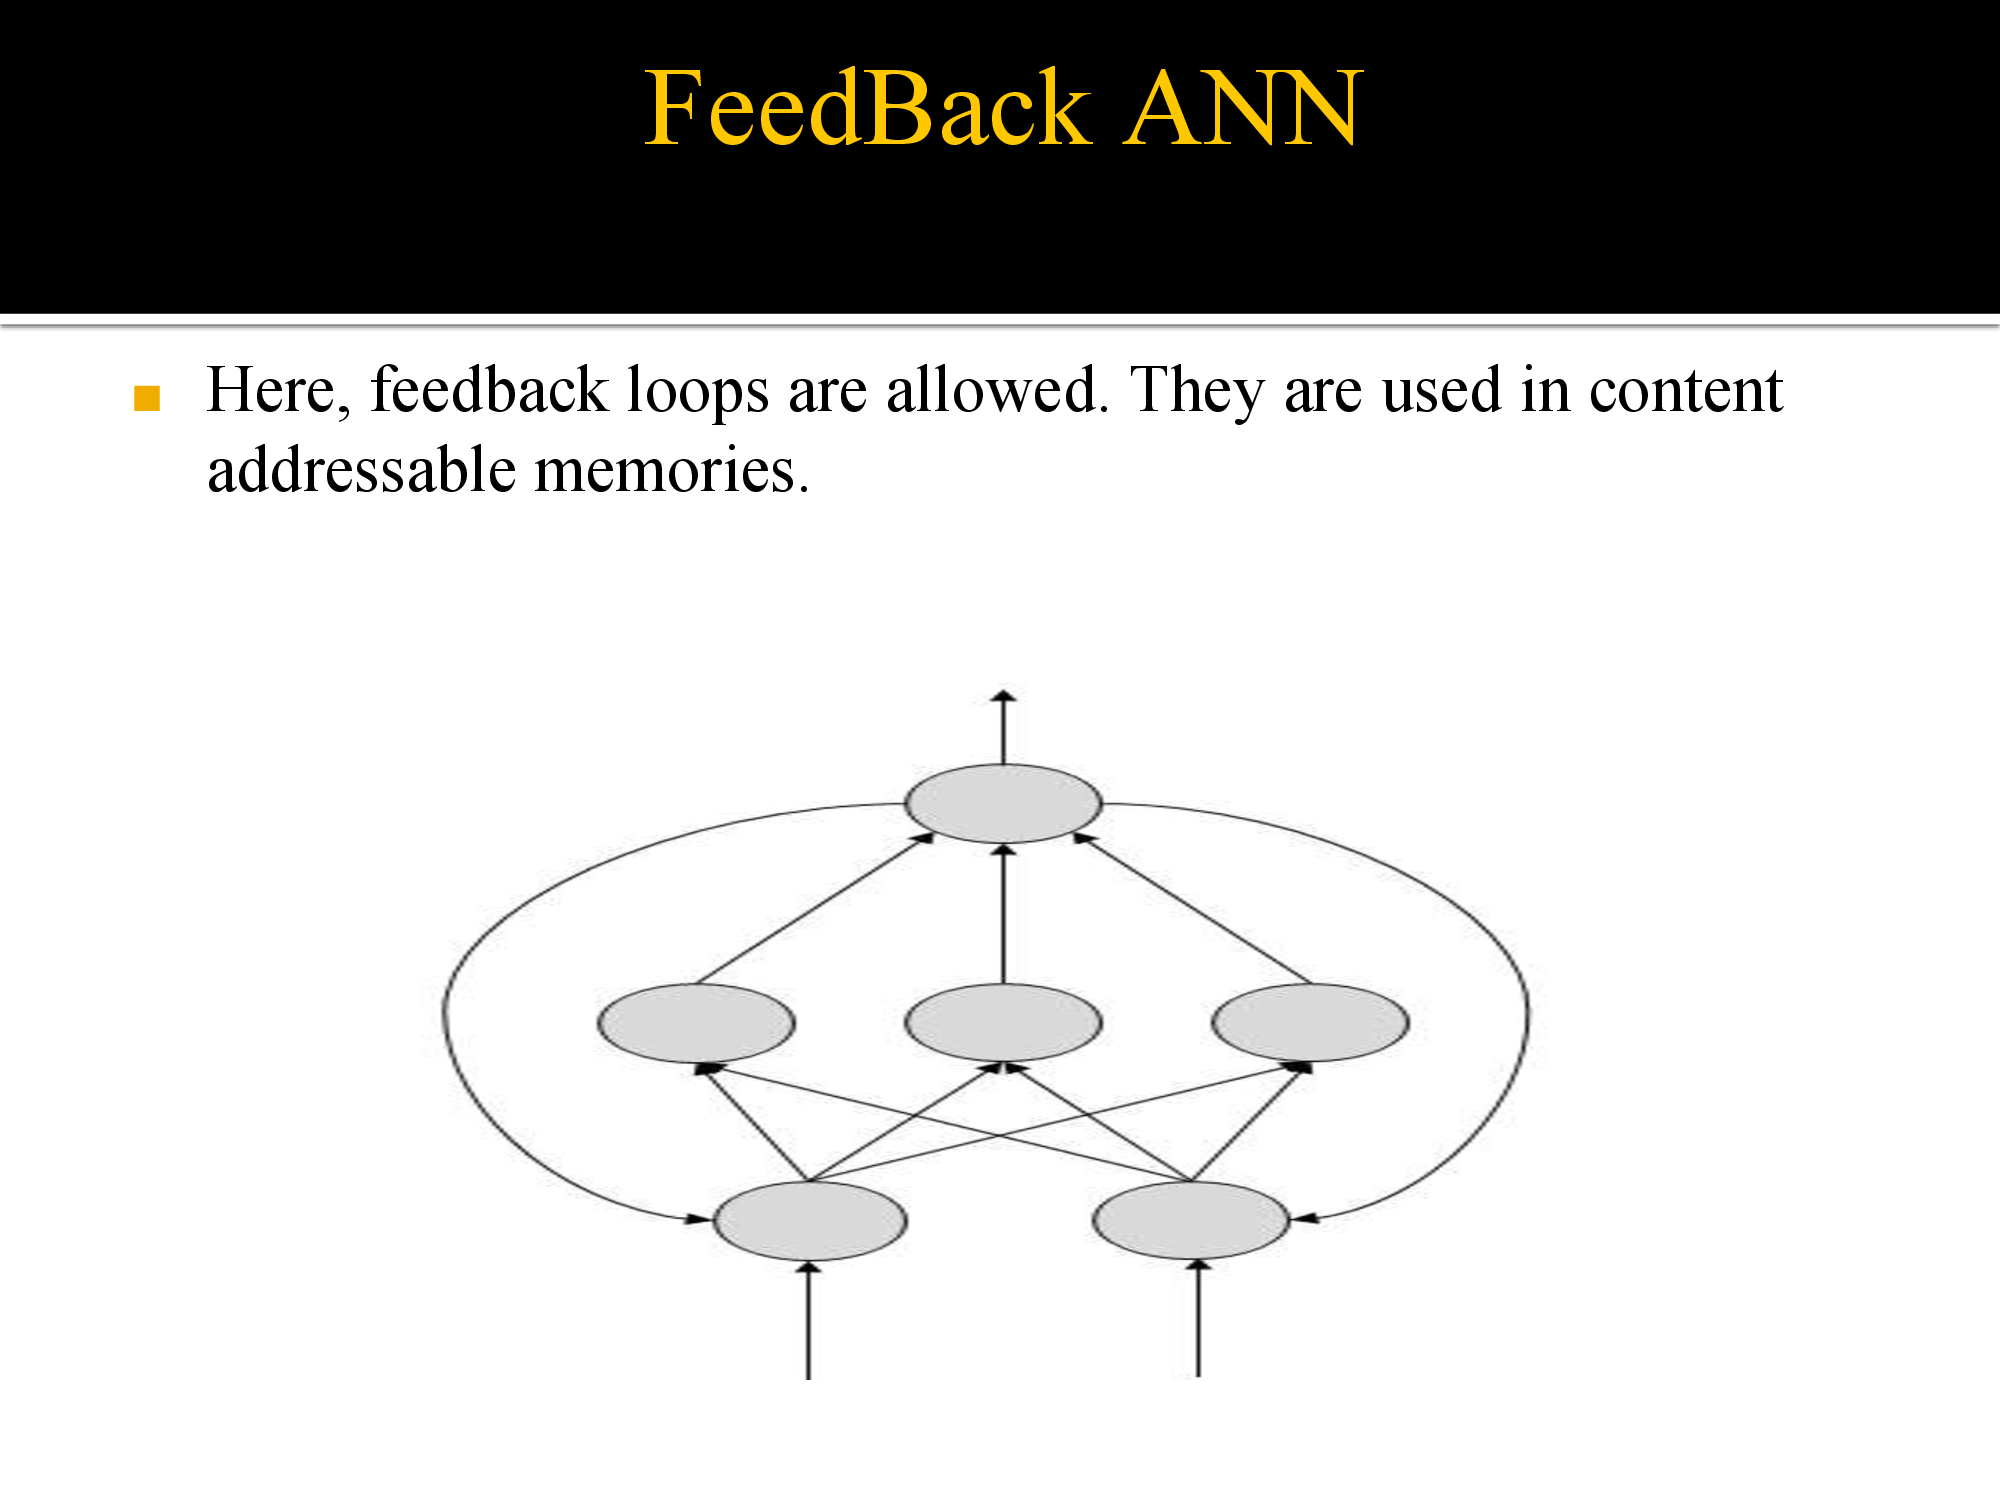 FeedBack ANN
Here, feedback loops are allowed. They are used in content
addressable memories.